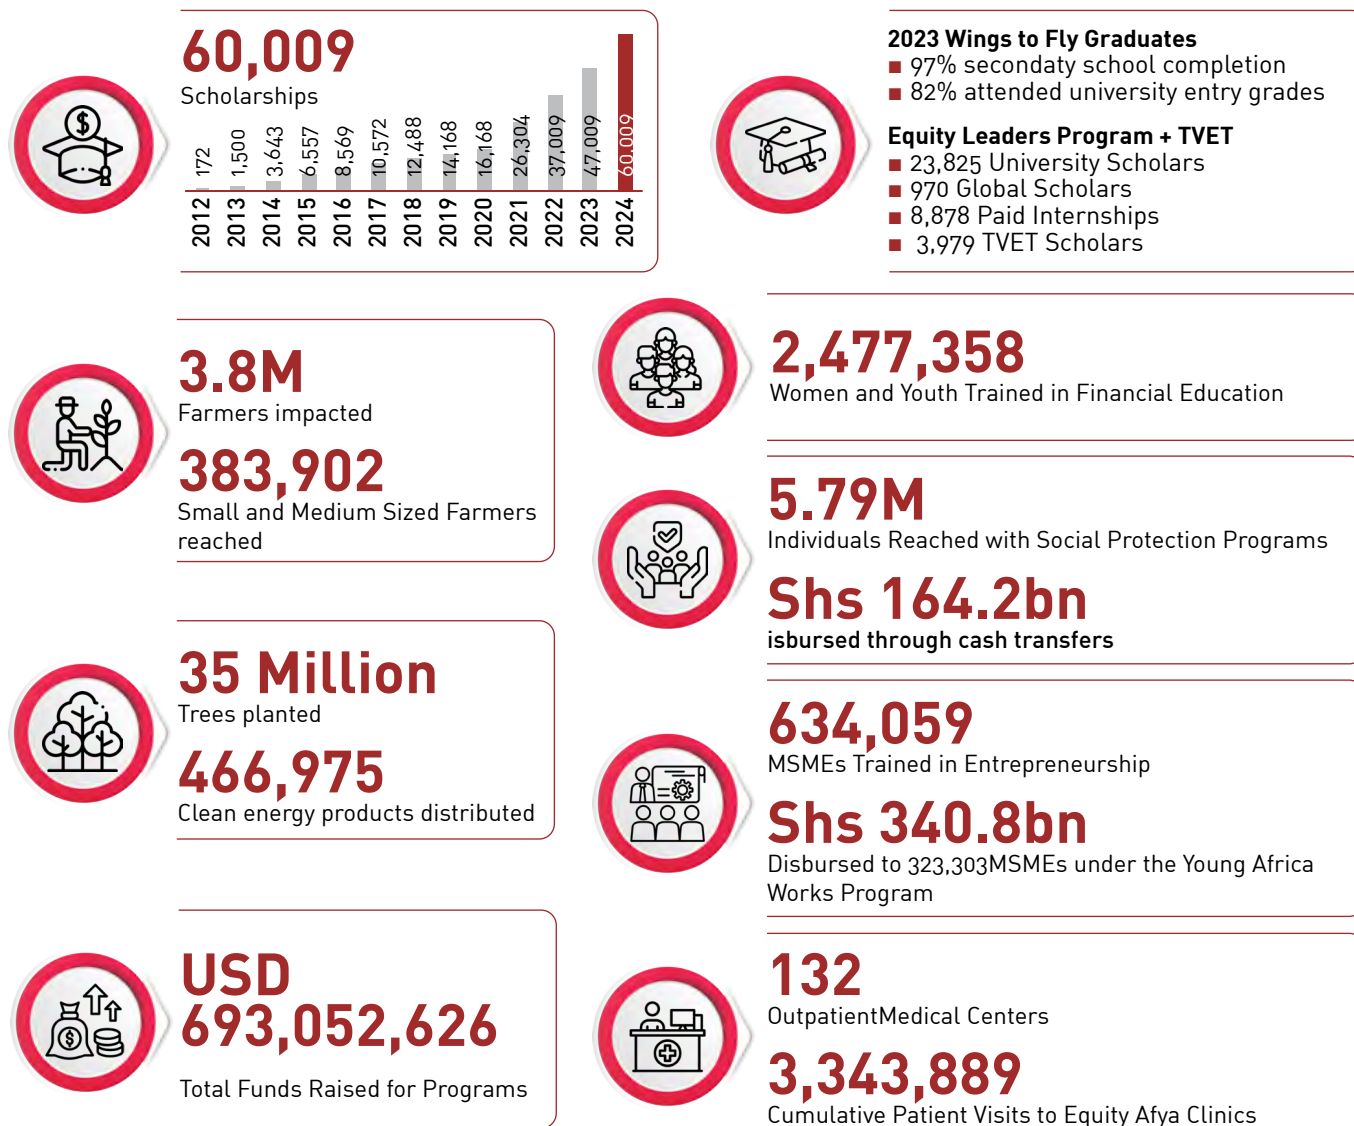 60,009
Scholarships
172
1,500
3,643
6,557
8,569
10,572
12,488
14,168
16,168
26,304
37,009
47,009
60,009
2012
2013
2014
2015
2016
2017
2018
2019
2020
2021
2022
2023
2024
2023 Wings to Fly Graduates
97% secondaty school completion
82% attended university entry grades
Equity Leaders Program + TVET
23,825 University Scholars
970 Global Scholars
8,878 Paid Internships
3,979 TVET Scholars
3.8M
Farmers impacted
383,902
Small and Medium Sized Farmers
reached
2,477,358
Women and Youth Trained in Financial Education
5.79M
Individuals Reached with Social Protection Programs
Shs 164.2bn
isbursed through cash transfers
35 Million
Trees planted
466,975
Clean energy products distributed
634,059
MSMEs Trained in Entrepreneurship
Shs 340.8bn
Disbursed to 323,303MSMEs under the Young Africa
Works Program
USD
693,052,626
Total Funds Raised for Programs
132
OutpatientMedical Centers
3,343,889
Cumulative Patient Visits to Equity Afya Clinics